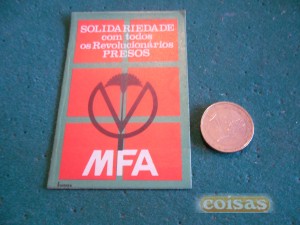 SOLIDARIEDADE
com todos
os Revolucionários
PRESOS
MFA
coisas